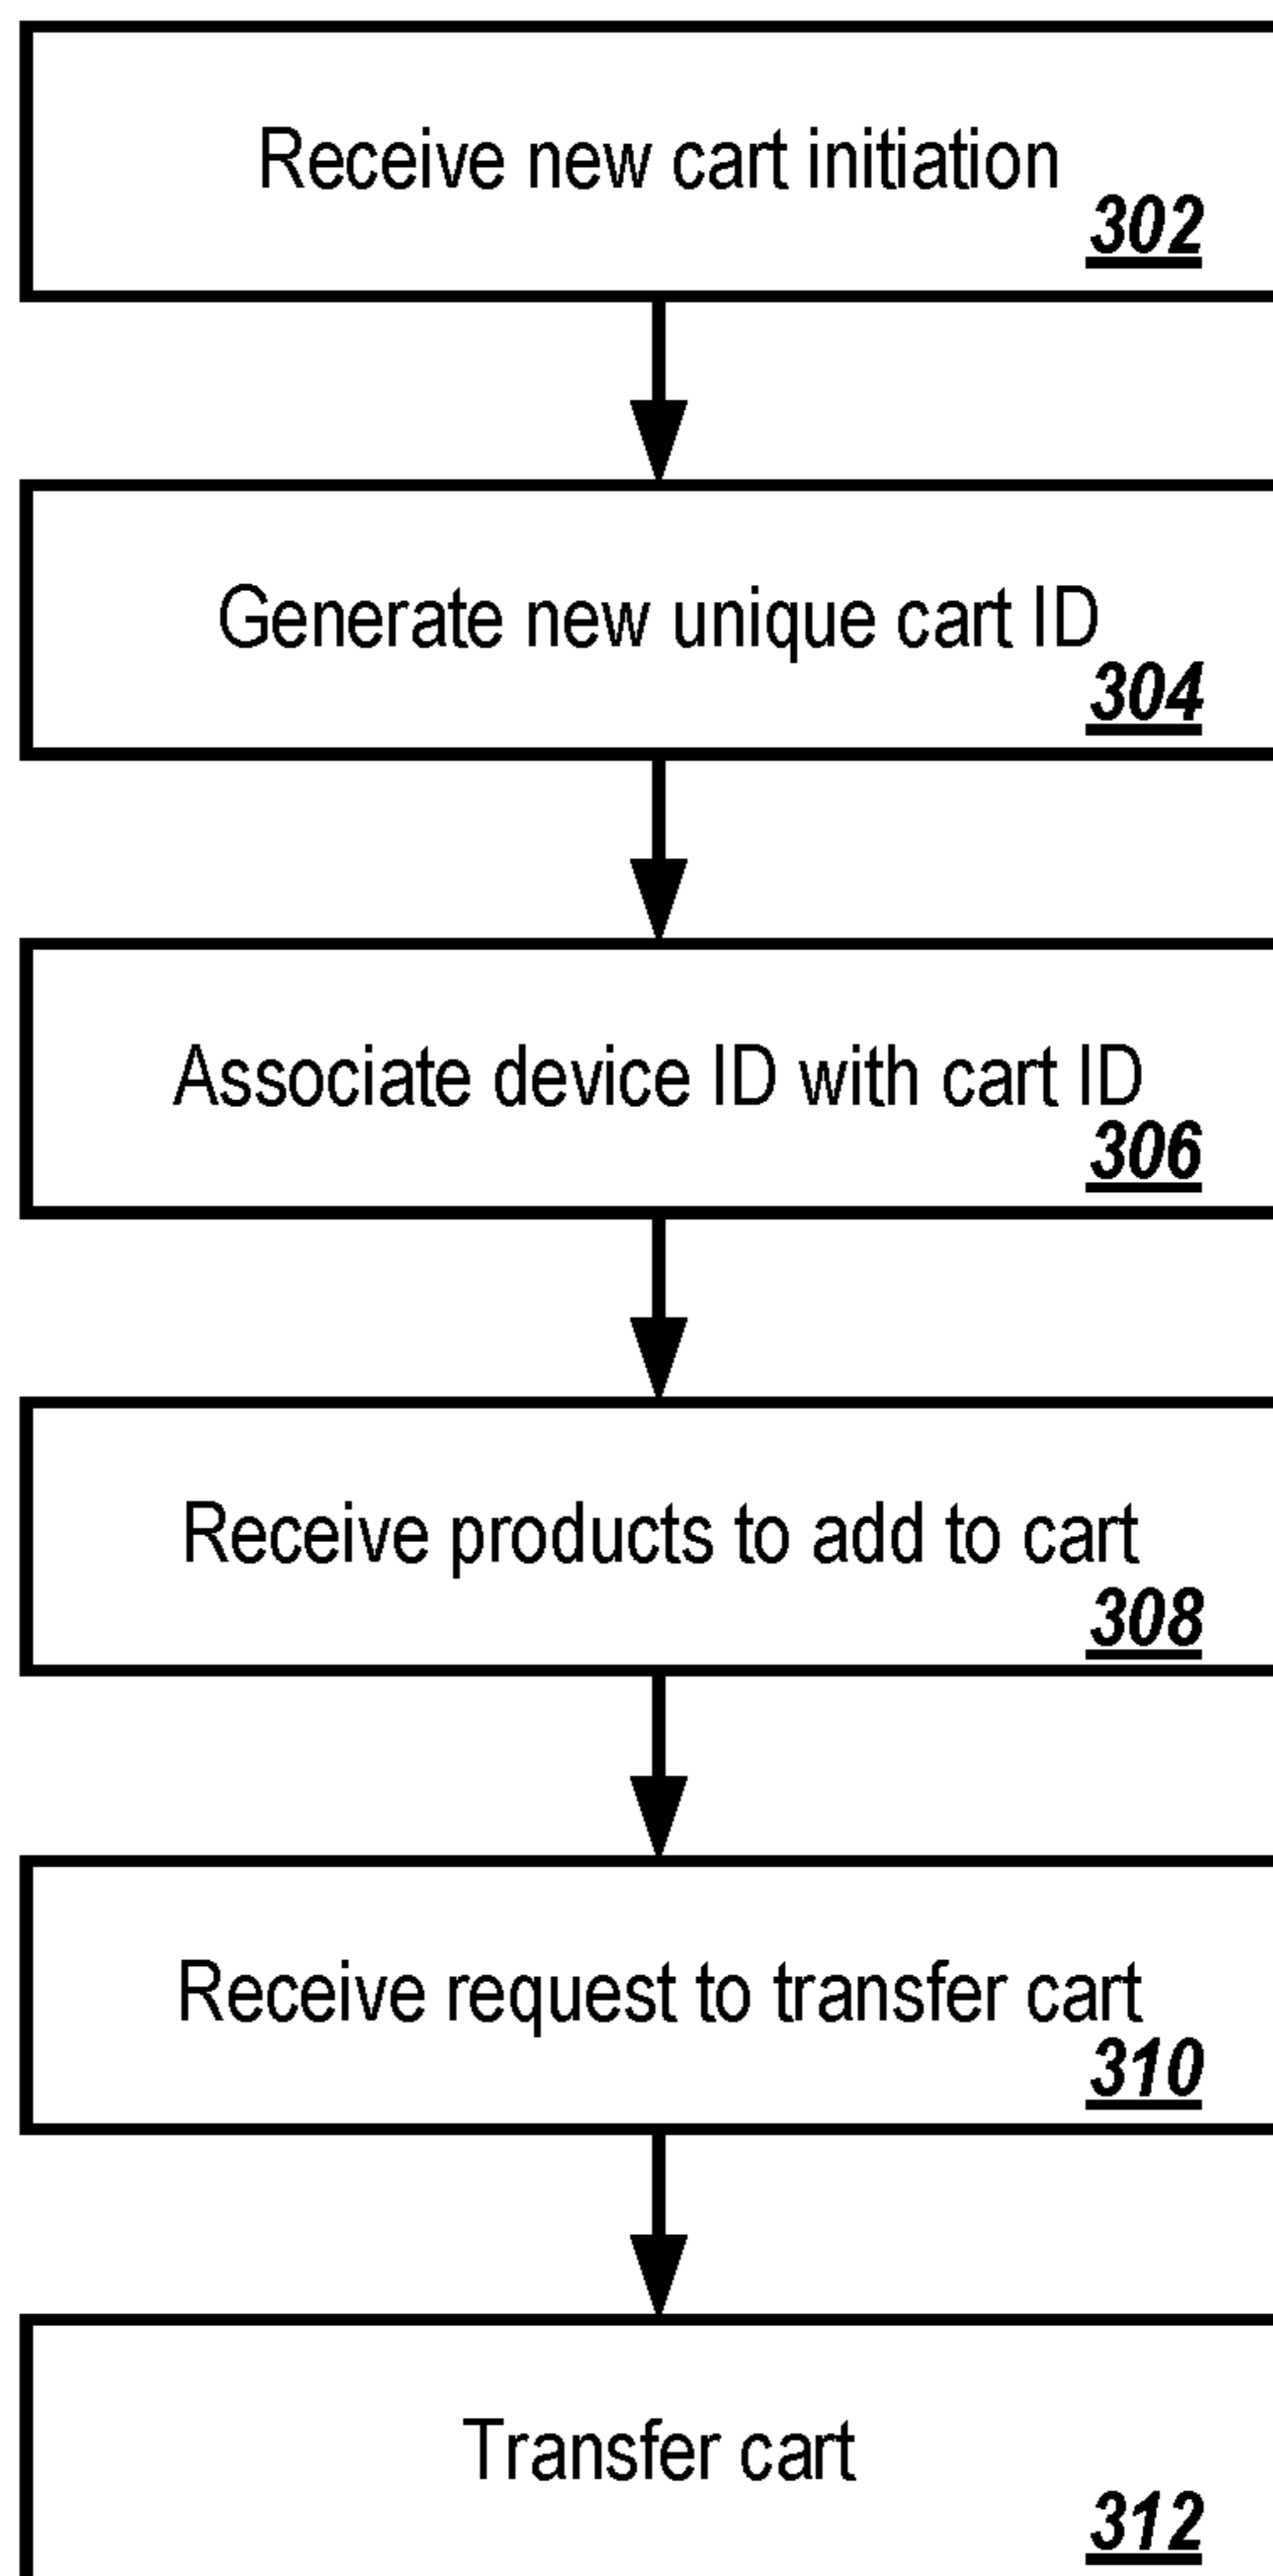 Receive new cart initiation
302
Generate new unique cart ID
304
Associate device ID with cart ID
306
Receive products to add to cart
308
Receive request to transfer cart
310
Transfer cart
312